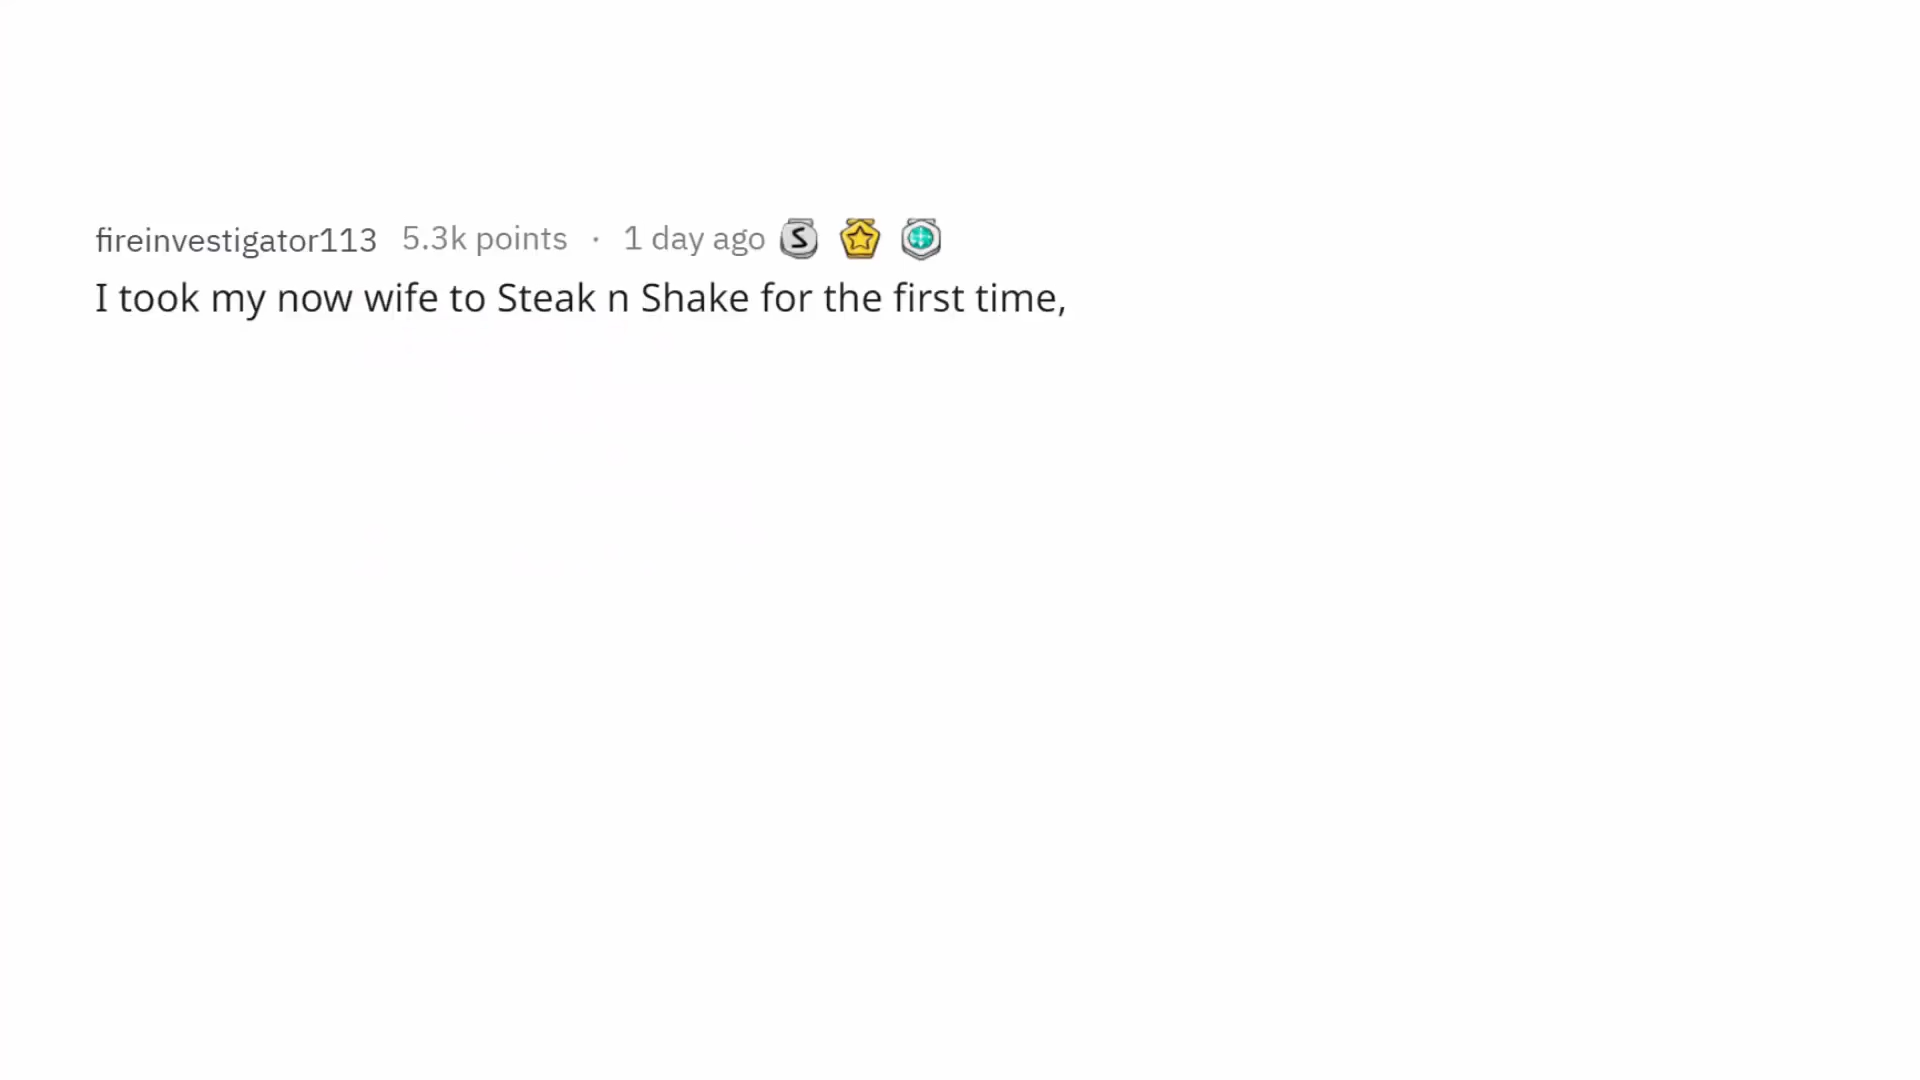 fireinvestigator113 5.3k points · 1 day ago S
I took my now wife to Steak n Shake for the first time,